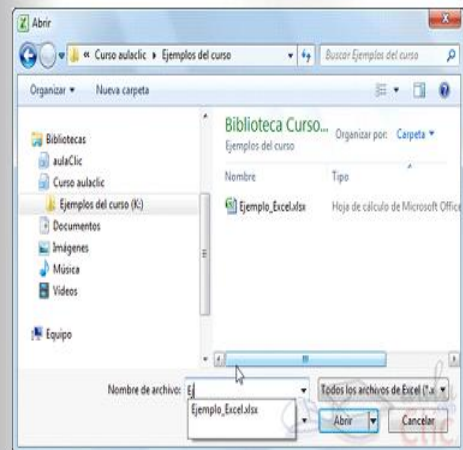 Abrir
« Curso aulaclic ▸ Ejemplos del curso
Buscar Ejemplos del curso
Organizar ▾ Nueva carpeta
Bibliotecas
aulaClic
Curso aulaclic
Ejemplos del curso (K:)
Documentos
Imágenes
Música
Vídeos
Equipo
Biblioteca Curso...
Ejemplos del curso
Organizar por: Carpeta ▾
Nombre Tipo
Ejemplo_Excel.xlsx Hoja de cálculo de Microsoft Office
Nombre de archivo: Ej
Todos los archivos de Excel (*.x
Ejemplo_Excel.xlsx
Abrir Cancelar
aula
Clic